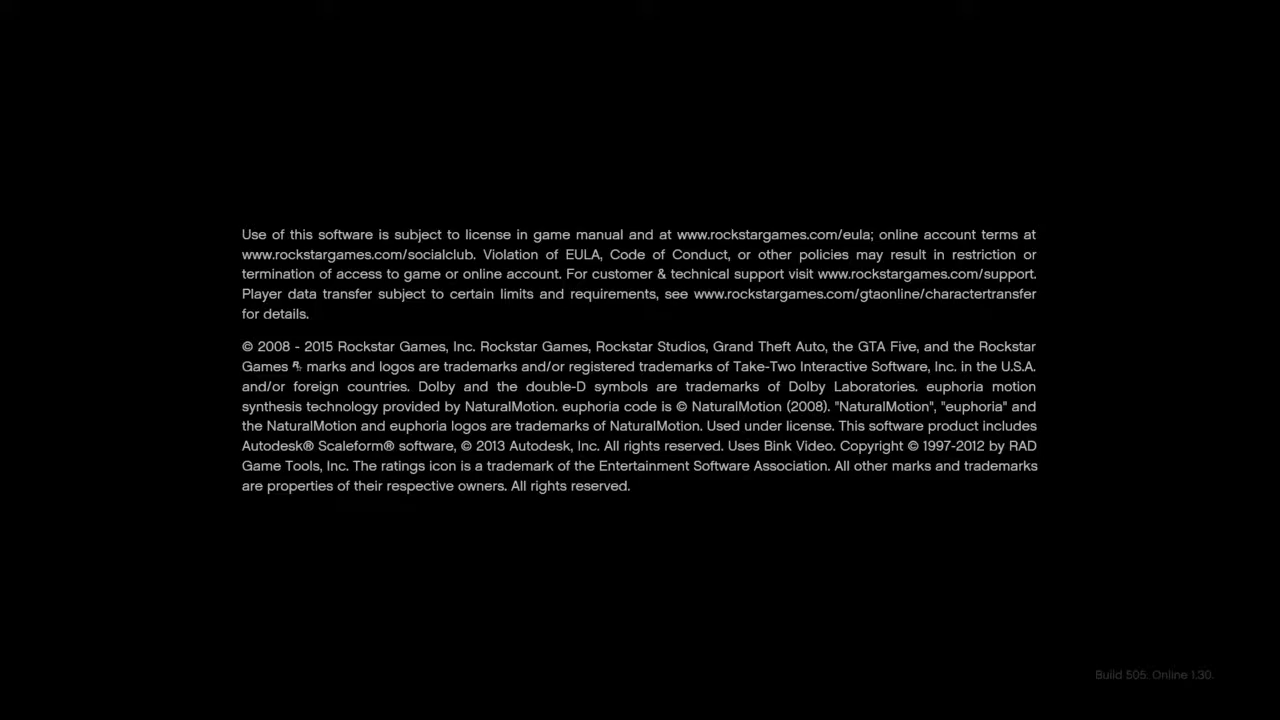 Use of this software is subject to license in game manual and at www.rockstargames.com/eula; online account terms at
www.rockstargames.com/socialclub. Violation of EULA, Code of Conduct, or other policies may result in restriction or
termination of access to game or online account. For customer & technical support visit www.rockstargames.com/support.
Player data transfer subject to certain limits and requirements, see www.rockstargames.com/gtaonline/charactertransfer
for details.
© 2008 - 2015 Rockstar Games, Inc. Rockstar Games, Rockstar Studios, Grand Theft Auto, the GTA Five, and the Rockstar
Games R* marks and logos are trademarks and/or registered trademarks of Take-Two Interactive Software, Inc. in the U.S.A.
and/or foreign countries. Dolby and the double-D symbols are trademarks of Dolby Laboratories. euphoria motion
synthesis technology provided by NaturalMotion. euphoria code is © NaturalMotion (2008). "NaturalMotion", "euphoria" and
the NaturalMotion and euphoria logos are trademarks of NaturalMotion. Used under license. This software product includes
Autodesk® Scaleform® software, © 2013 Autodesk, Inc. All rights reserved. Uses Bink Video. Copyright © 1997-2012 by RAD
Game Tools, Inc. The ratings icon is a trademark of the Entertainment Software Association. All other marks and trademarks
are properties of their respective owners. All rights reserved.
Build 505. Online 1.30.